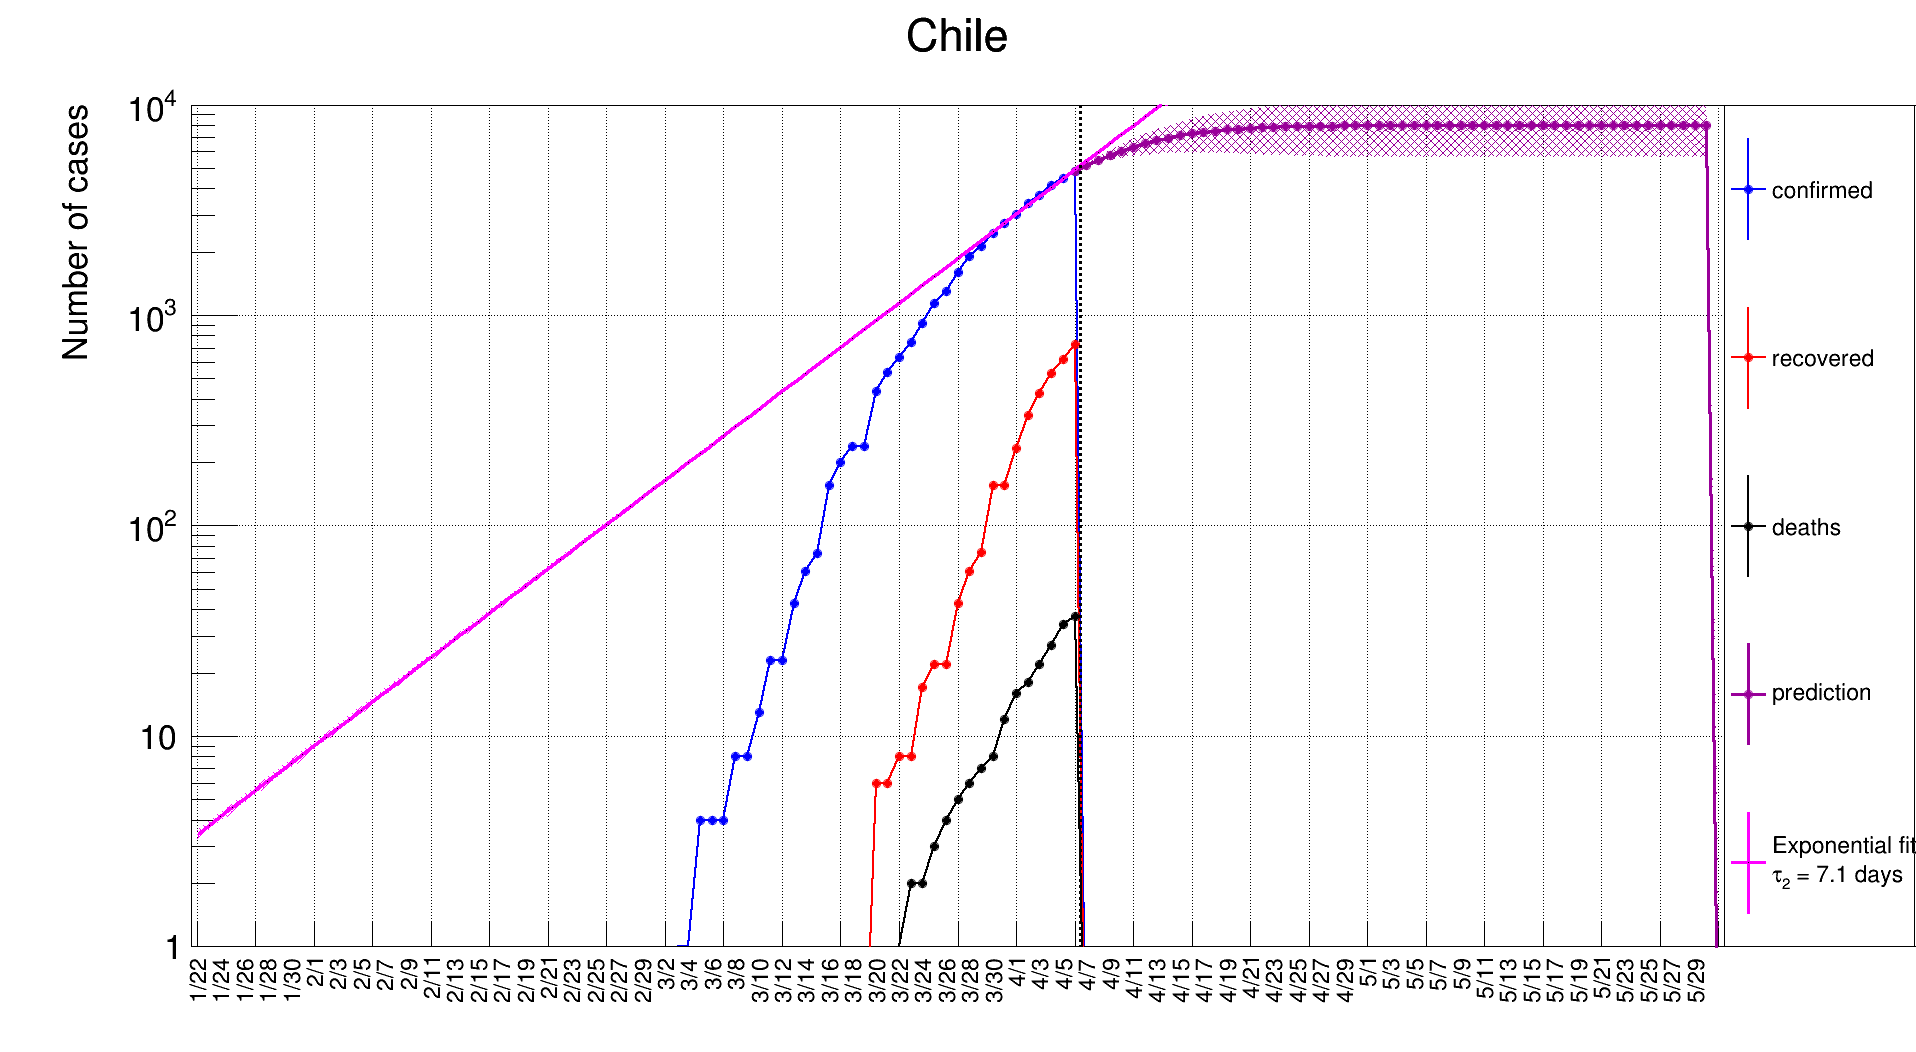 Chile
Number of cases
10⁴
10³
10²
10
1
1/22 1/24 1/26 1/28 1/30 2/1 2/3 2/5 2/7 2/9 2/11 2/13 2/15 2/17 2/19 2/21 2/23 2/25 2/27 2/29 3/2 3/4 3/6 3/8 3/10 3/12 3/14 3/16 3/18 3/20 3/22 3/24 3/26 3/28 3/30 4/1 4/3 4/5 4/7 4/9 4/11 4/13 4/15 4/17 4/19 4/21 4/23 4/25 4/27 4/29 5/1 5/3 5/5 5/7 5/9 5/11 5/13 5/15 5/17 5/19 5/21 5/23 5/25 5/27 5/29
confirmed
recovered
deaths
prediction
Exponential fit
τ₂ = 7.1 days